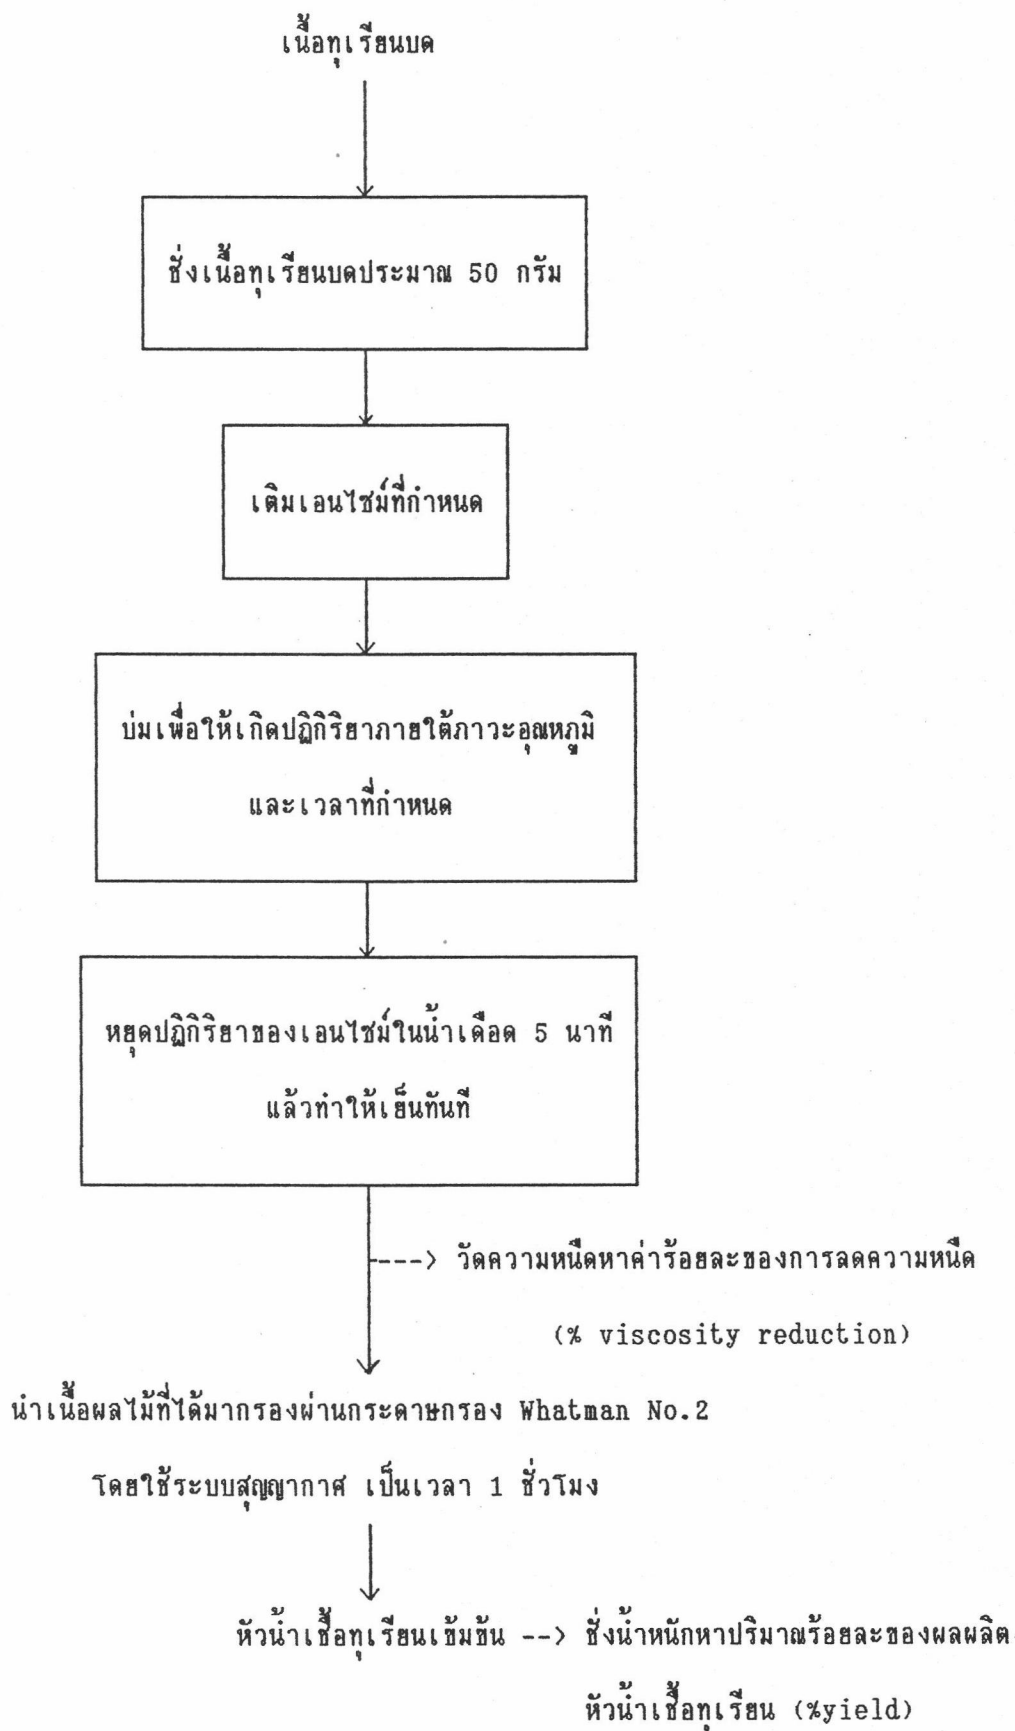 เนื้อทุเรียนบด
ชั่งเนื้อทุเรียนบดประมาณ 50 กรัม
เติมเอนไซม์ที่กำหนด
บ่มเพื่อให้เกิดปฏิกิริยาภายใต้ภาวะอุณหภูมิ
และเวลาที่กำหนด
หยุดปฏิกิริยาของเอนไซม์ในน้ำเดือด 5 นาที
แล้วทำให้เย็นทันที
----> วัดความหนืดหาค่าร้อยละของการลดความหนืด
(% viscosity reduction)
นำเนื้อผลไม้ที่ได้มากรองผ่านกระดาษกรอง Whatman No.2
โดยใช้ระบบสุญญากาศ เป็นเวลา 1 ชั่วโมง
หัวน้ำเชื้อทุเรียนเข้มข้น --> ชั่งน้ำหนักหาปริมาณร้อยละของผลผลิต
หัวน้ำเชื้อทุเรียน (%yield)